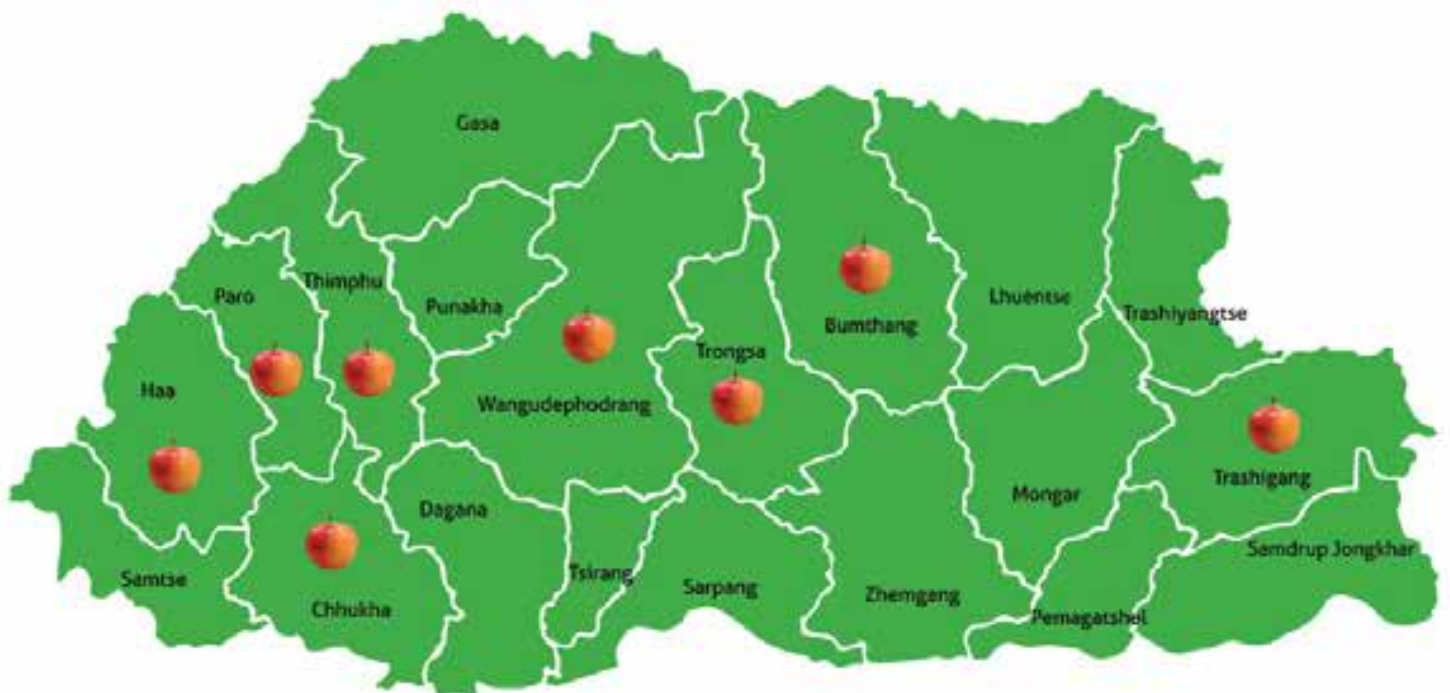 Gasa
Thimphu
Paro
Punakha
Lhuentse
Trashiyangtse
Bumthang
Trongsa
Haa
Wangudephodrang
Trashigang
Mongar
Dagana
Samdrup Jongkhar
Samtse
Tsirang
Sarpang
Zhemgang
Chhukha
Pemagatshel